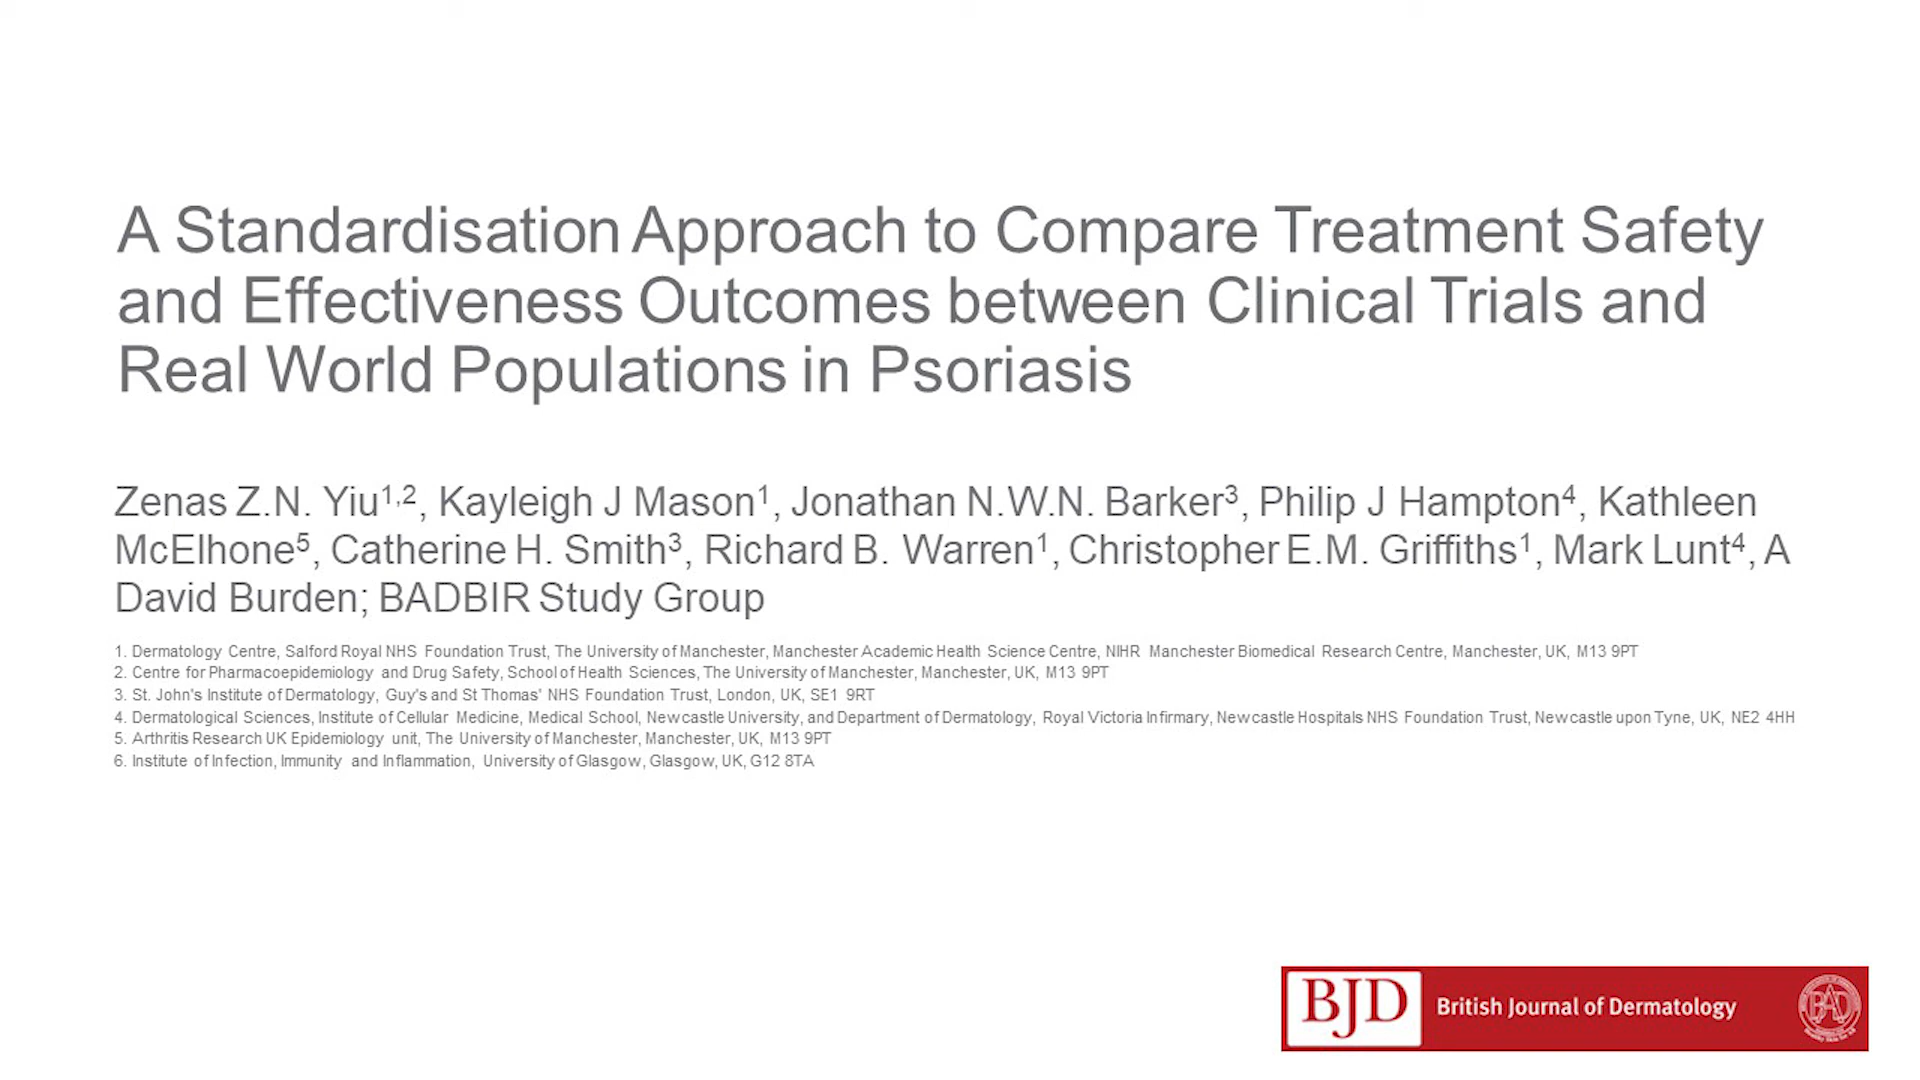 A Standardisation Approach to Compare Treatment Safety
and Effectiveness Outcomes between Clinical Trials and
Real World Populations in Psoriasis
Zenas Z.N. Yiu1,2, Kayleigh J Mason1, Jonathan N.W.N. Barker3, Philip J Hampton4, Kathleen
McElhone5, Catherine H. Smith3, Richard B. Warren1, Christopher E.M. Griffiths1, Mark Lunt4, A
David Burden; BADBIR Study Group
1. Dermatology Centre, Salford Royal NHS Foundation Trust, The University of Manchester, Manchester Academic Health Science Centre, NIHR Manchester Biomedical Research Centre, Manchester, UK, M13 9PT
2. Centre for Pharmacoepidemiology and Drug Safety, School of Health Sciences, The University of Manchester, Manchester, UK, M13 9PT
3. St. John's Institute of Dermatology, Guy's and St Thomas' NHS Foundation Trust, London, UK, SE1 9RT
4. Dermatological Sciences, Institute of Cellular Medicine, Medical School, Newcastle University, and Department of Dermatology, Royal Victoria Infirmary, Newcastle Hospitals NHS Foundation Trust, Newcastle upon Tyne, UK, NE2 4HH
5. Arthritis Research UK Epidemiology unit, The University of Manchester, Manchester, UK, M13 9PT
6. Institute of Infection, Immunity and Inflammation, University of Glasgow, Glasgow, UK, G12 8TA
BJD British Journal of Dermatology
BAD